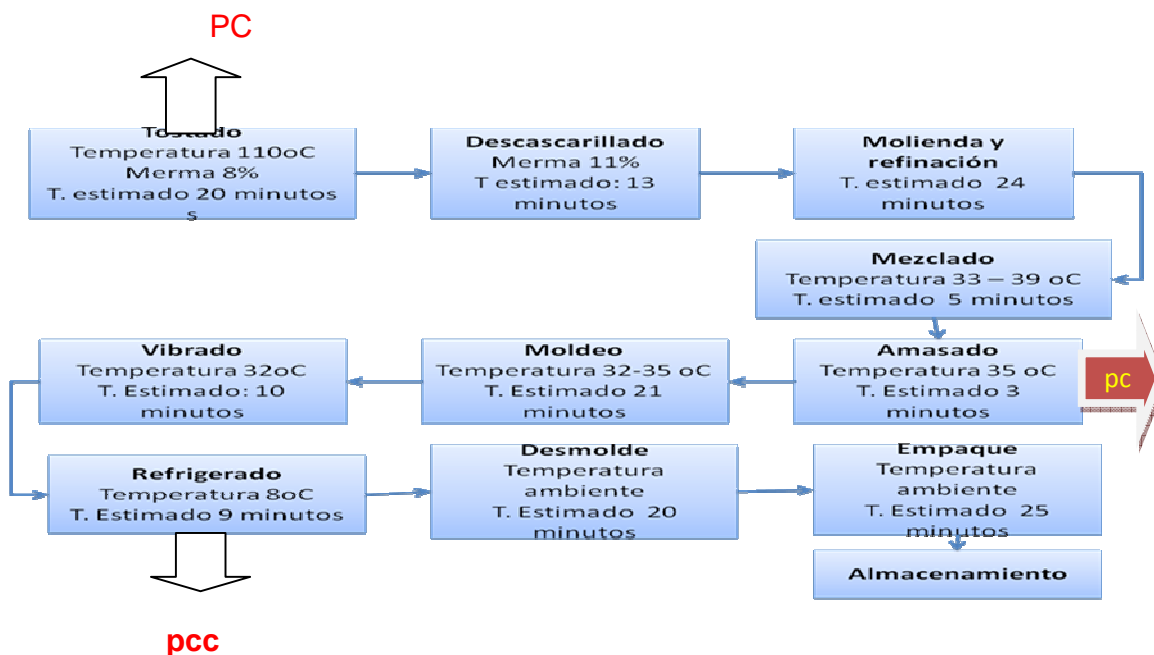 PC
Tostado
Temperatura 110oC
Merma 8%
T. estimado 20 minutos
s
Descascarillado
Merma 11%
T estimado: 13
minutos
Molienda y
refinación
T. estimado 24
minutos
Mezclado
Temperatura 33 – 39 oC
T. estimado 5 minutos
Vibrado
Temperatura 32oC
T. Estimado: 10
minutos
Moldeo
Temperatura 32-35 oC
T. Estimado 21
minutos
Amasado
Temperatura 35 oC
T. Estimado 3
minutos
pc
Refrigerado
Temperatura 8oC
T. Estimado 9 minutos
Desmolde
Temperatura
ambiente
T. Estimado 20
minutos
Empaque
Temperatura
ambiente
T. Estimado 25
minutos
Almacenamiento
pcc